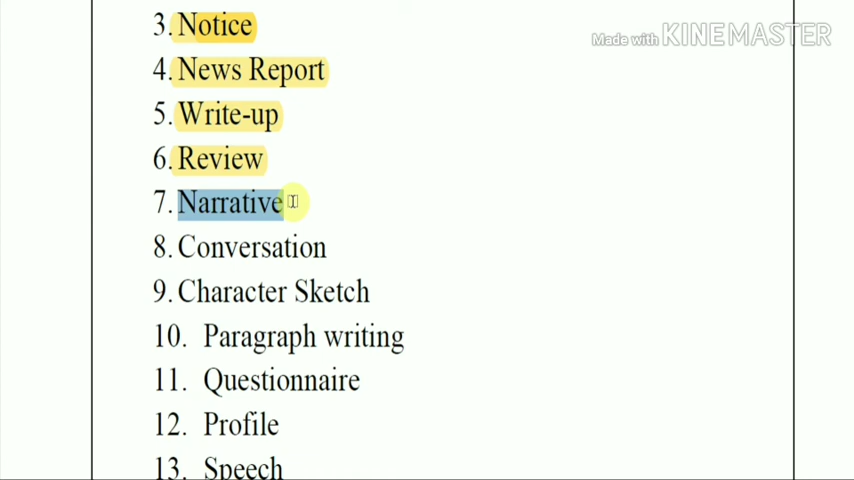 3. Notice
Made with KINEMASTER
4. News Report
5. Write-up
6. Review
7. Narrative
8. Conversation
9. Character Sketch
10. Paragraph writing
11. Questionnaire
12. Profile
13. Speech